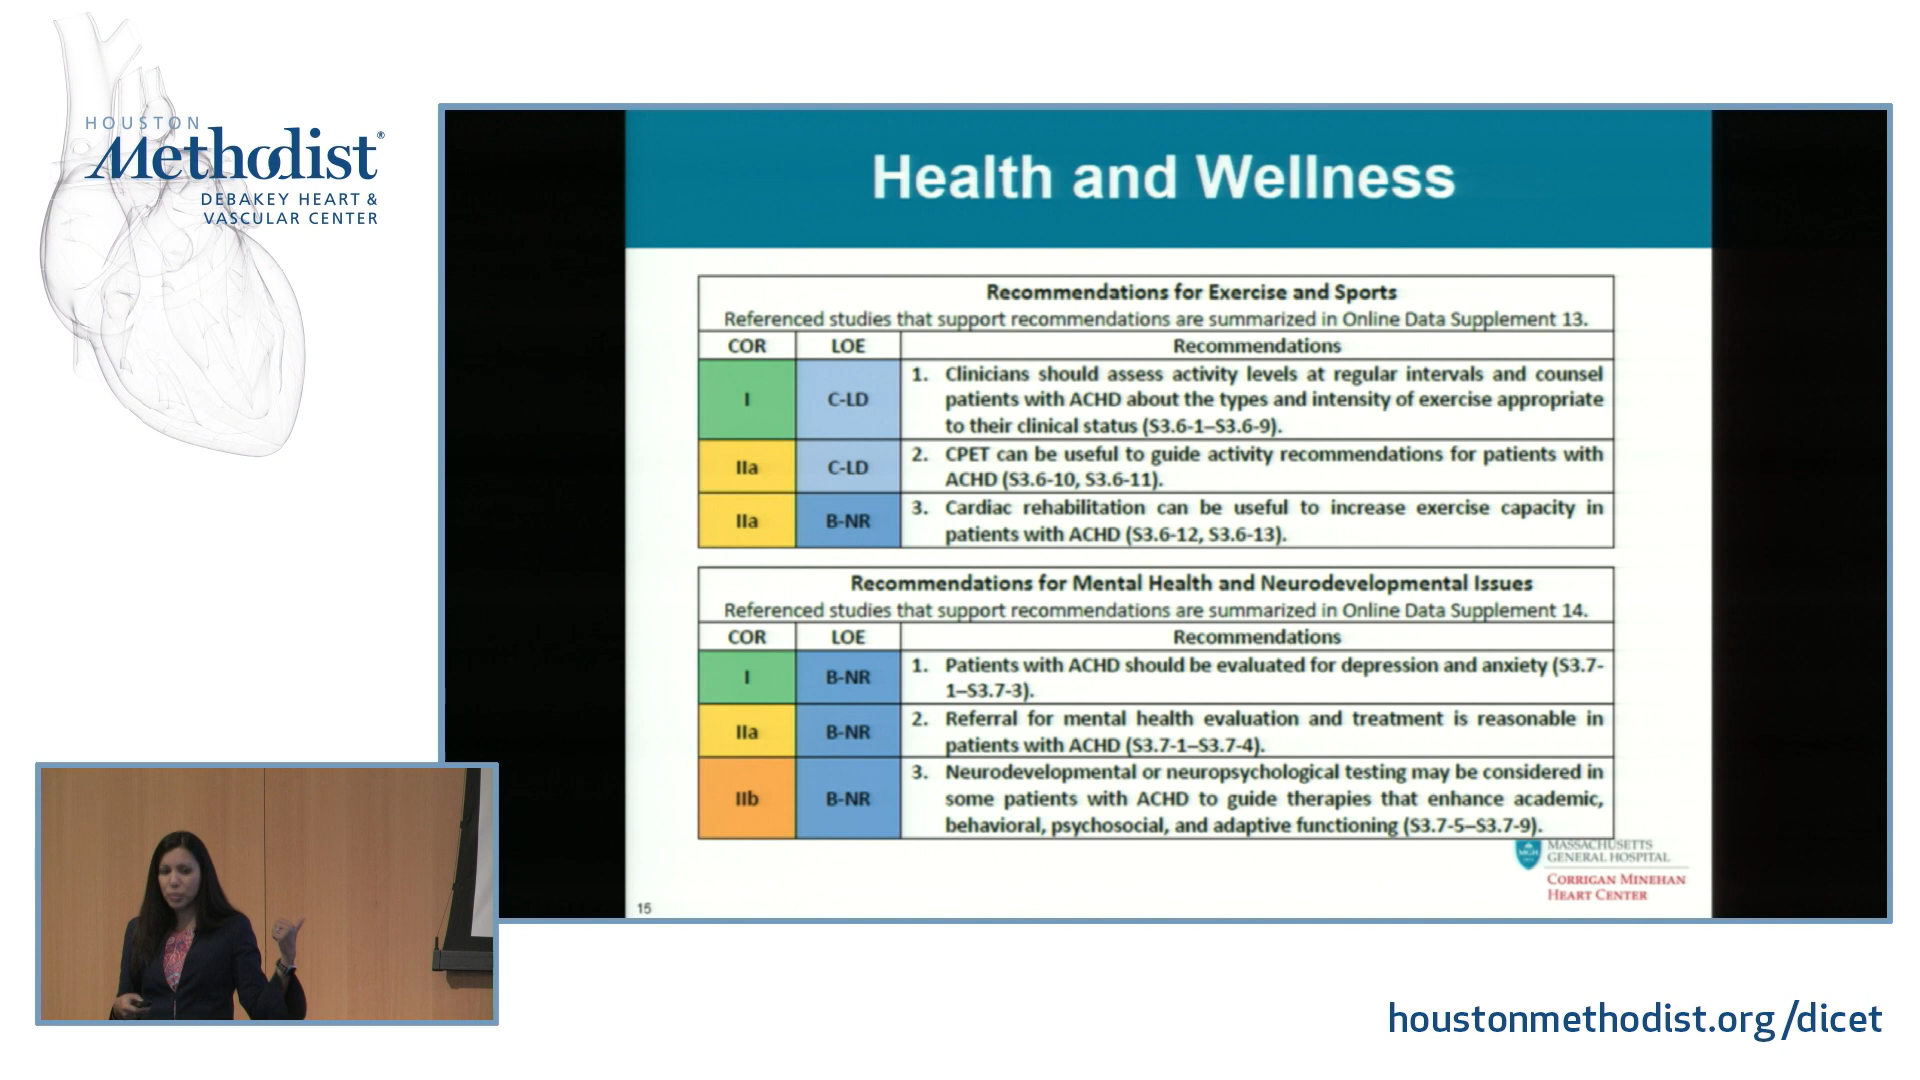 HOUSTON
Methodist®
DEBAKEY HEART &
VASCULAR CENTER
Health and Wellness
Recommendations for Exercise and Sports
Referenced studies that support recommendations are summarized in Online Data Supplement 13.
COR LOE Recommendations
I C-LD 1. Clinicians should assess activity levels at regular intervals and counsel
patients with ACHD about the types and intensity of exercise appropriate
to their clinical status (S3.6-1–S3.6-9).
IIa C-LD 2. CPET can be useful to guide activity recommendations for patients with
ACHD (S3.6-10, S3.6-11).
IIa B-NR 3. Cardiac rehabilitation can be useful to increase exercise capacity in
patients with ACHD (S3.6-12, S3.6-13).
Recommendations for Mental Health and Neurodevelopmental Issues
Referenced studies that support recommendations are summarized in Online Data Supplement 14.
COR LOE Recommendations
I B-NR 1. Patients with ACHD should be evaluated for depression and anxiety (S3.7-
1–S3.7-3).
IIa B-NR 2. Referral for mental health evaluation and treatment is reasonable in
patients with ACHD (S3.7-1–S3.7-4).
IIb B-NR 3. Neurodevelopmental or neuropsychological testing may be considered in
some patients with ACHD to guide therapies that enhance academic,
behavioral, psychosocial, and adaptive functioning (S3.7-5–S3.7-9).
MGH
MASSACHUSETTS
GENERAL HOSPITAL
CORRIGAN MINEHAN
HEART CENTER
15
houstonmethodist.org/dicet